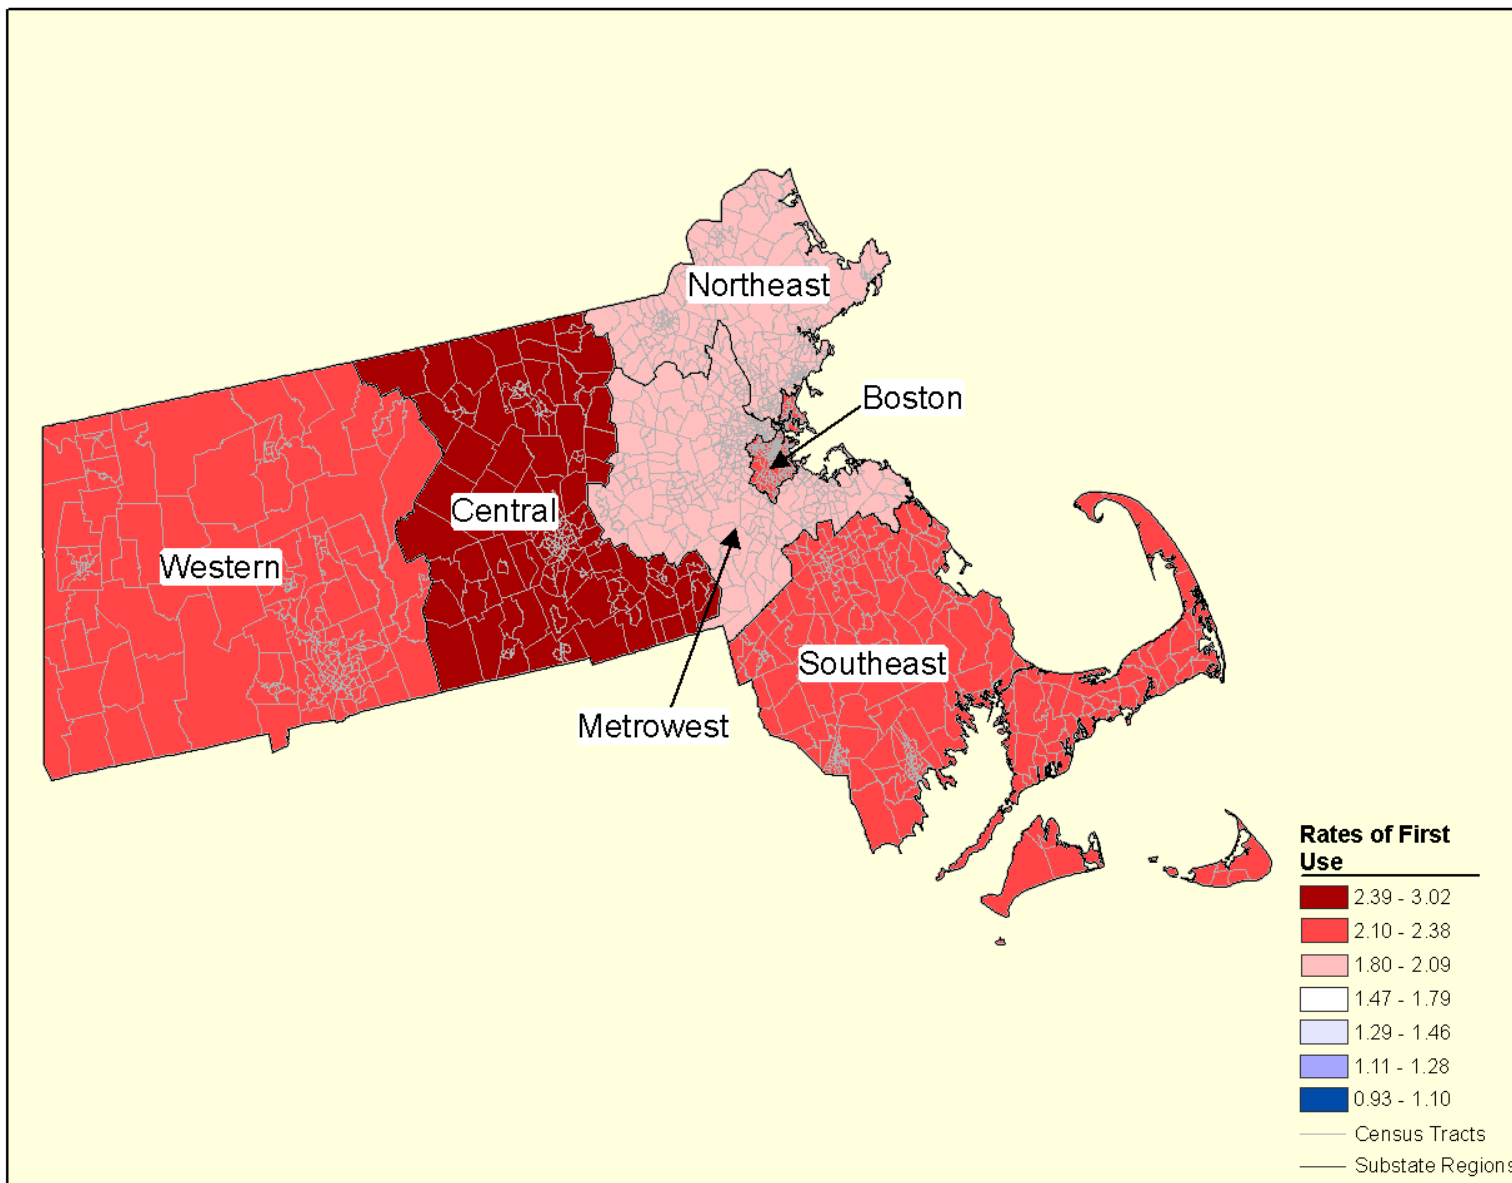 Northeast
Boston
Central
Western
Southeast
Metrowest
Rates of First
Use
2.39 - 3.02
2.10 - 2.38
1.80 - 2.09
1.47 - 1.79
1.29 - 1.46
1.11 - 1.28
0.93 - 1.10
Census Tracts
Substate Regions